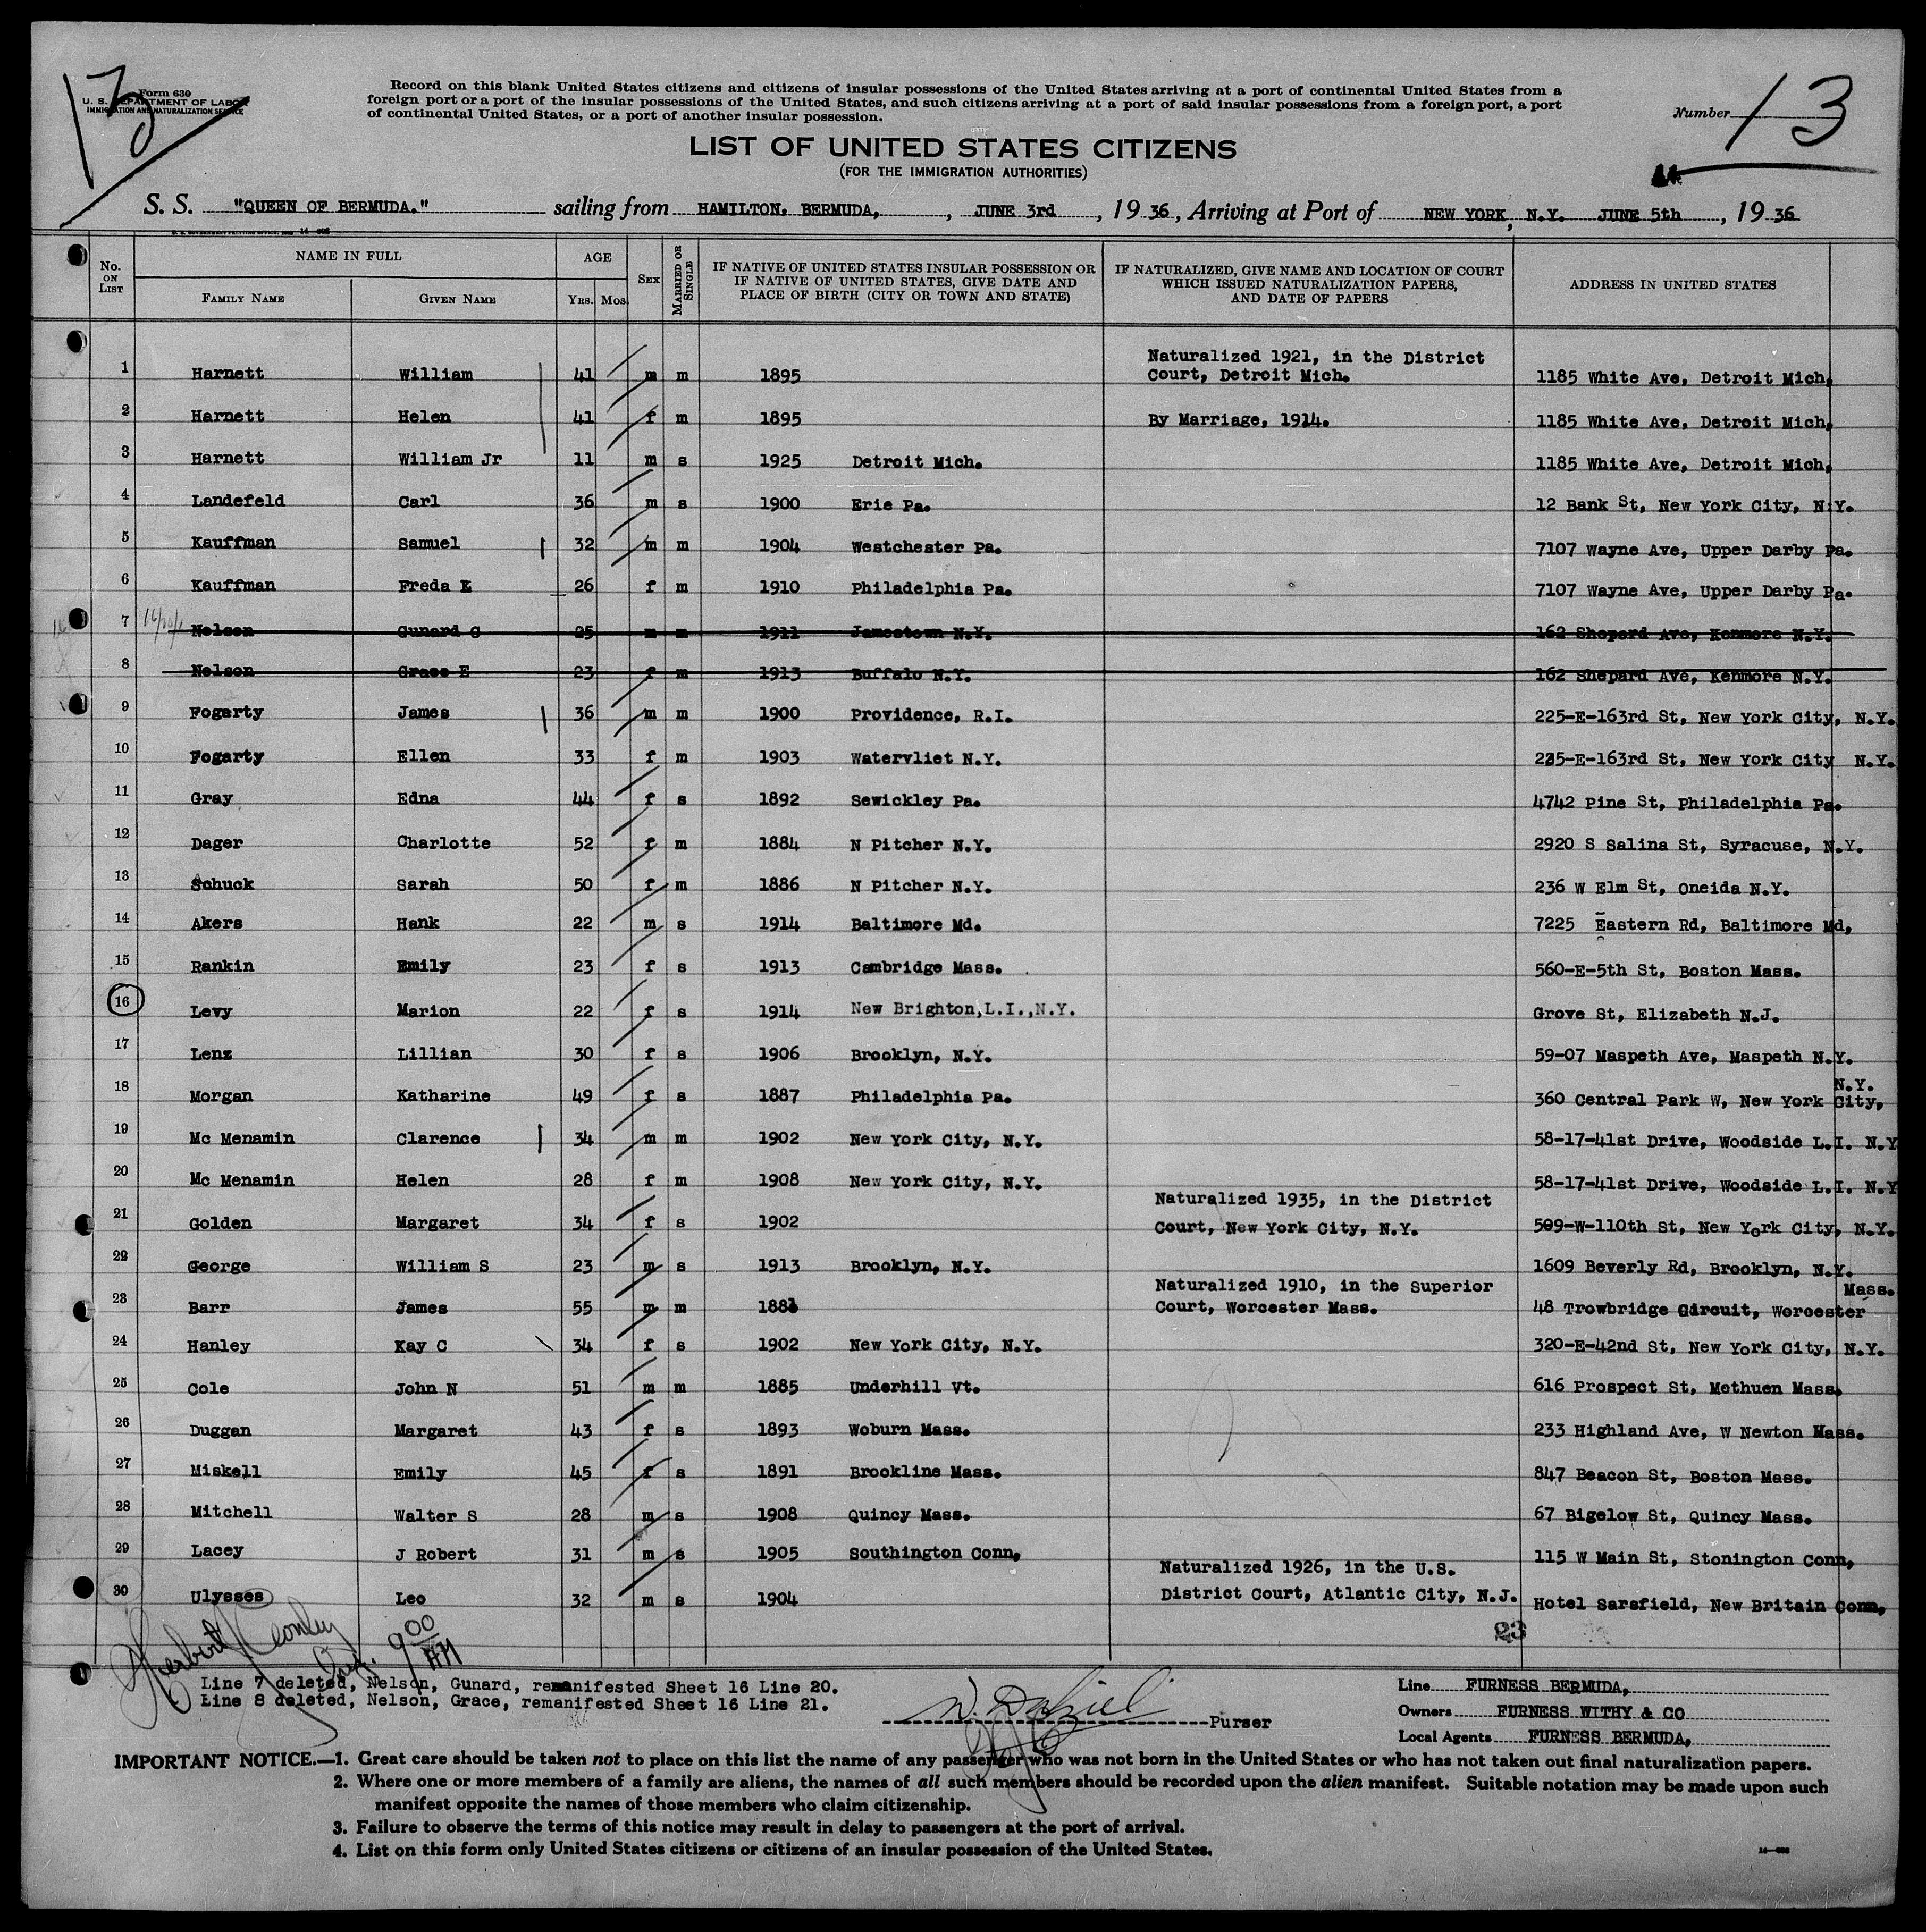 13
Form 630
U. S. DEPARTMENT OF LABOR
IMMIGRATION AND NATURALIZATION SERVICE
Record on this blank United States citizens and citizens of insular possessions of the United States arriving at a port of continental United States from a
foreign port or a port of the insular possessions of the United States, and such citizens arriving at a port of said insular possessions from a foreign port, a port
of continental United States, or a port of another insular possession.
Number 13
LIST OF UNITED STATES CITIZENS
(FOR THE IMMIGRATION AUTHORITIES)
S. S. "QUEEN OF BERMUDA." sailing from HAMILTON, BERMUDA, , JUNE 3rd , 19 36, Arriving at Port of NEW YORK, N.Y. JUNE 5th , 19 36
No. ON LIST NAME IN FULL FAMILY NAME GIVEN NAME AGE YRS. MOS. SEX MARRIED OR SINGLE IF NATIVE OF UNITED STATES INSULAR POSSESSION OR IF NATIVE OF UNITED STATES, GIVE DATE AND PLACE OF BIRTH (CITY OR TOWN AND STATE) IF NATURALIZED, GIVE NAME AND LOCATION OF COURT WHICH ISSUED NATURALIZATION PAPERS, AND DATE OF PAPERS ADDRESS IN UNITED STATES
1 Harnett William 41 m m 1895 Naturalized 1921, in the District Court, Detroit Mich. 1185 White Ave, Detroit Mich,
2 Harnett Helen 41 f m 1895 By Marriage, 1914. 1185 White Ave, Detroit Mich,
3 Harnett William Jr 11 m s 1925 Detroit Mich. 1185 White Ave, Detroit Mich,
4 Landefeld Carl 36 m s 1900 Erie Pa. 12 Bank St, New York City, N.Y.
5 Kauffman Samuel 32 m m 1904 Westchester Pa. 7107 Wayne Ave, Upper Darby Pa.
6 Kauffman Freda E 26 f m 1910 Philadelphia Pa. 7107 Wayne Ave, Upper Darby Pa.
7 Nelson Gunard G 25 m m 1911 Jamestown N.Y. 162 Shepard Ave, Kenmore N.Y.
8 Nelson Grace E 23 f m 1913 Buffalo N.Y. 162 Shepard Ave, Kenmore N.Y.
9 Fogarty James 36 m m 1900 Providence, R.I. 225-E-163rd St, New York City, N.Y.
10 Fogarty Ellen 33 f m 1903 Watervliet N.Y. 225-E-163rd St, New York City N.Y.
11 Gray Edna 44 f s 1892 Sewickley Pa. 4742 Pine St, Philadelphia Pa.
12 Dager Charlotte 52 f m 1884 N Pitcher N.Y. 2920 S Salina St, Syracuse, N.Y.
13 Schuck Sarah 50 f m 1886 N Pitcher N.Y. 236 W Elm St, Oneida N.Y.
14 Akers Hank 22 m s 1914 Baltimore Md. 7225 Eastern Rd, Baltimore Md,
15 Rankin Emily 23 f s 1913 Cambridge Mass. 560-E-5th St, Boston Mass.
16 Levy Marion 22 f s 1914 New Brighton,L.I.,N.Y. Grove St, Elizabeth N.J.
17 Lenz Lillian 30 f s 1906 Brooklyn, N.Y. 59-07 Maspeth Ave, Maspeth N.Y.
18 Morgan Katharine 49 f s 1887 Philadelphia Pa. 360 Central Park W, New York City, N.Y.
19 Mc Menamin Clarence 34 m m 1902 New York City, N.Y. 58-17-41st Drive, Woodside L.I. N.Y
20 Mc Menamin Helen 28 f m 1908 New York City, N.Y. 58-17-41st Drive, Woodside L.I. N.Y
21 Golden Margaret 34 f s 1902 Naturalized 1935, in the District Court, New York City, N.Y. 509-W-110th St, New York City, N.Y.
22 George William S 23 m s 1913 Brooklyn, N.Y. 1609 Beverly Rd, Brooklyn, N.Y.
23 Barr James 55 m m 1881 Naturalized 1910, in the Superior Court, Worcester Mass. 48 Trowbridge Circuit, Worcester Mass.
24 Hanley Kay C 34 f s 1902 New York City, N.Y. 320-E-42nd St, New York City, N.Y.
25 Cole John N 51 m m 1885 Underhill Vt. 616 Prospect St, Methuen Mass.
26 Duggan Margaret 43 f s 1893 Woburn Mass. 233 Highland Ave, W Newton Mass.
27 Miskell Emily 45 f s 1891 Brookline Mass. 847 Beacon St, Boston Mass.
28 Mitchell Walter S 28 m s 1908 Quincy Mass. 67 Bigelow St, Quincy Mass.
29 Lacey J Robert 31 m s 1905 Southington Conn, 115 W Main St, Stonington Conn,
30 Ulysses Leo 32 m s 1904 Naturalized 1926, in the U.S. District Court, Atlantic City, N.J. Hotel Sarsfield, New Britain Conn,
23
9 00 AM
Line 7 deleted, Nelson, Gunard, remanifested Sheet 16 Line 20.
Line 8 deleted, Nelson, Grace, remanifested Sheet 16 Line 21.
Purser
Line FURNESS BERMUDA,
Owners FURNESS WITHY & CO
Local Agents FURNESS BERMUDA,
IMPORTANT NOTICE.—1. Great care should be taken not to place on this list the name of any passenger who was not born in the United States or who has not taken out final naturalization papers.
2. Where one or more members of a family are aliens, the names of all such members should be recorded upon the alien manifest. Suitable notation may be made upon such
manifest opposite the names of those members who claim citizenship.
3. Failure to observe the terms of this notice may result in delay to passengers at the port of arrival.
4. List on this form only United States citizens or citizens of an insular possession of the United States.